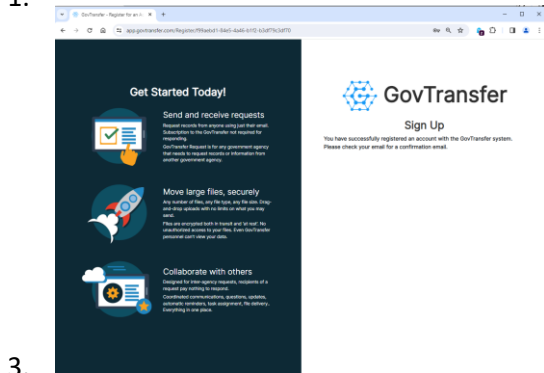 1.
GovTransfer - Register for an A
app.govtransfer.com/Register/f99aebd1-04e5-4a46-b1f2-b3df79c3df70
Get Started Today!
Send and receive requests
Request records from anyone using just their email.
Subscription to the GovTransfer not required for
responding.
GovTransfer Request is for any government agency
that needs to request records or information from
another government agency.
Move large files, securely
Any number of files, any file type, any file size. Drag-
and-drop uploads with no limits on what you may
send.
Files are encrypted both in transit and 'at rest'. No
unauthorized access to your files. Even GovTransfer
personnel can't view your data.
Collaborate with others
Designed for inter-agency requests, recipients of a
request pay nothing to respond.
Coordinated communications, questions, updates,
automatic reminders, task assignment, file delivery..
Everything in one place.
GovTransfer
Sign Up
You have successfully registered an account with the GovTransfer system.
Please check your email for a confirmation email.
3.